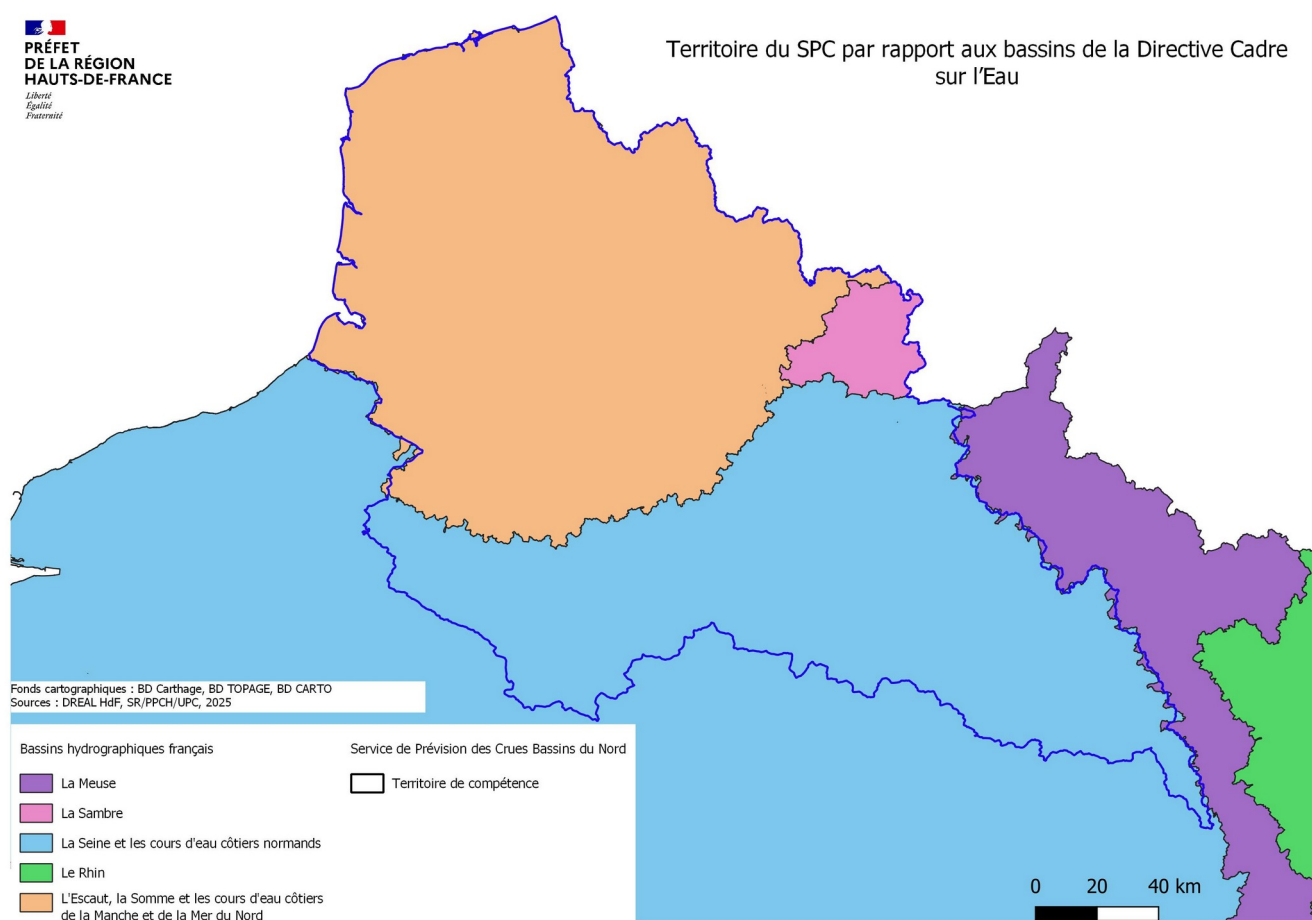 PRÉFET
DE LA RÉGION
HAUTS-DE-FRANCE
Liberté
Égalité
Fraternité
Territoire du SPC par rapport aux bassins de la Directive Cadre
sur l'Eau
Fonds cartographiques : BD Carthage, BD TOPAGE, BD CARTO
Sources : DREAL HdF, SR/PPCH/UPC, 2025
Bassins hydrographiques français
La Meuse
La Sambre
La Seine et les cours d'eau côtiers normands
Le Rhin
L'Escaut, la Somme et les cours d'eau côtiers
de la Manche et de la Mer du Nord
Service de Prévision des Crues Bassins du Nord
Territoire de compétence
0 20 40 km